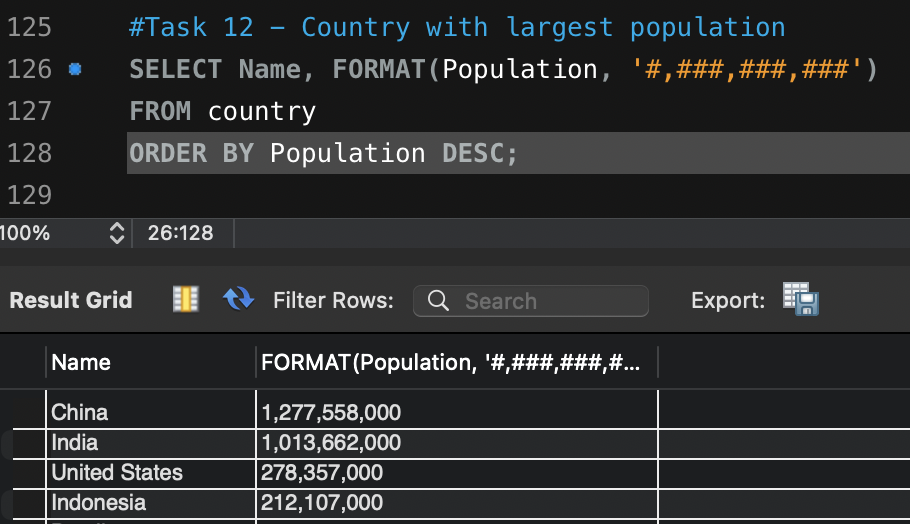 125 #Task 12 – Country with largest population
126 SELECT Name, FORMAT(Population, '#,###,###,###')
127 FROM country
128 ORDER BY Population DESC;
129
100% 26:128
Result Grid Filter Rows: Search Export:
Name FORMAT(Population, '#,###,###,#...
China 1,277,558,000
India 1,013,662,000
United States 278,357,000
Indonesia 212,107,000